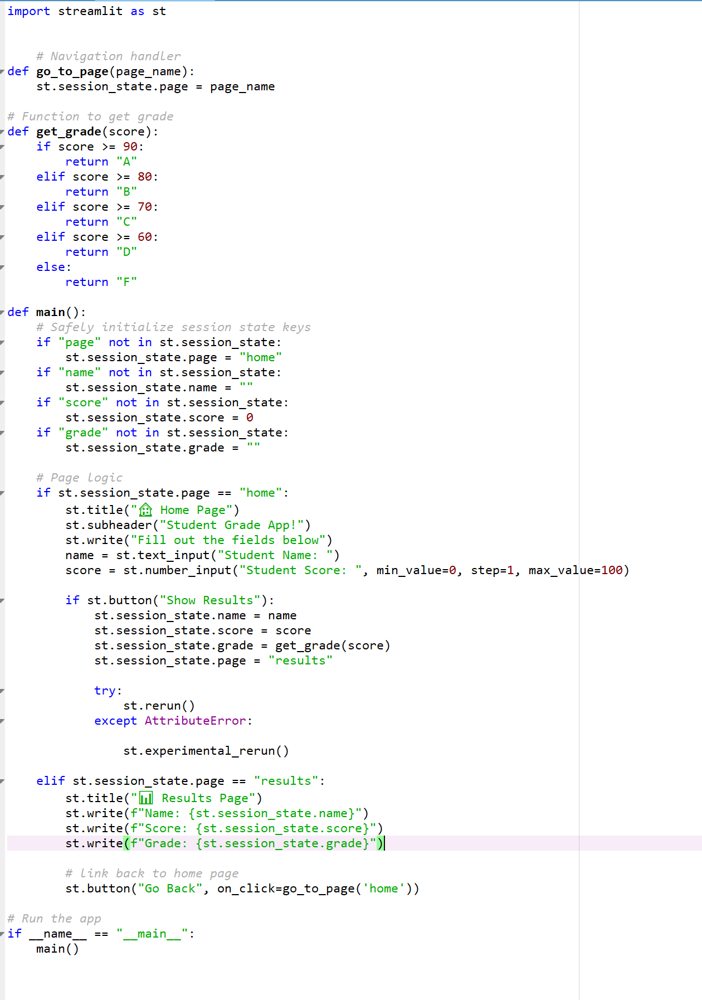 import streamlit as st
    # Navigation handler
def go_to_page(page_name):
    st.session_state.page = page_name
# Function to get grade
def get_grade(score):
    if score >= 90:
        return "A"
    elif score >= 80:
        return "B"
    elif score >= 70:
        return "C"
    elif score >= 60:
        return "D"
    else:
        return "F"
def main():
    # Safely initialize session state keys
    if "page" not in st.session_state:
        st.session_state.page = "home"
    if "name" not in st.session_state:
        st.session_state.name = ""
    if "score" not in st.session_state:
        st.session_state.score = 0
    if "grade" not in st.session_state:
        st.session_state.grade = ""
    # Page logic
    if st.session_state.page == "home":
        st.title("🏠 Home Page")
        st.subheader("Student Grade App!")
        st.write("Fill out the fields below")
        name = st.text_input("Student Name: ")
        score = st.number_input("Student Score: ", min_value=0, step=1, max_value=100)
        if st.button("Show Results"):
            st.session_state.name = name
            st.session_state.score = score
            st.session_state.grade = get_grade(score)
            st.session_state.page = "results"
            try:
                st.rerun()
            except AttributeError:
                st.experimental_rerun()
    elif st.session_state.page == "results":
        st.title("📊 Results Page")
        st.write(f"Name: {st.session_state.name}")
        st.write(f"Score: {st.session_state.score}")
        st.write(f"Grade: {st.session_state.grade}")
        # link back to home page
        st.button("Go Back", on_click=go_to_page('home'))
# Run the app
if __name__ == "__main__":
    main()